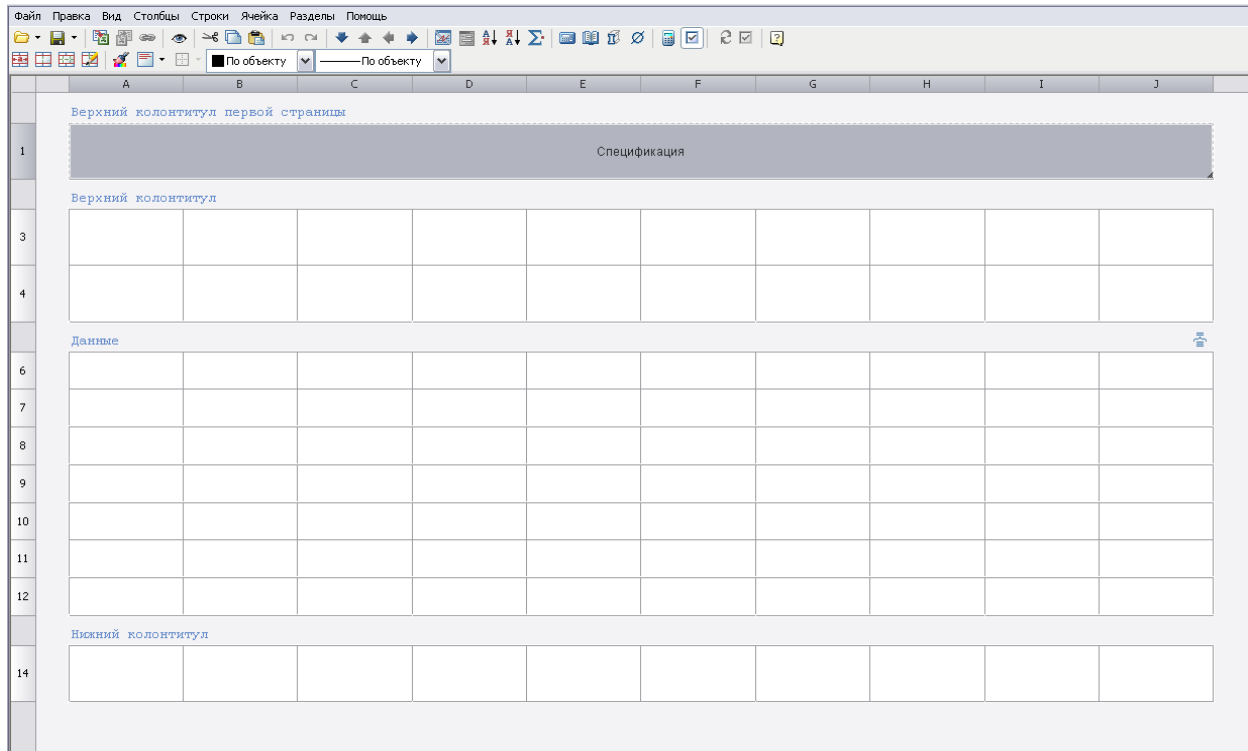 Файл Правка Вид Столбцы Строки Ячейка Разделы Помощь
По объекту По объекту
A B C D E F G H I J
Верхний колонтитул первой страницы
1 Спецификация
Верхний колонтитул
3
4
Данные
6
7
8
9
10
11
12
Нижний колонтитул
14